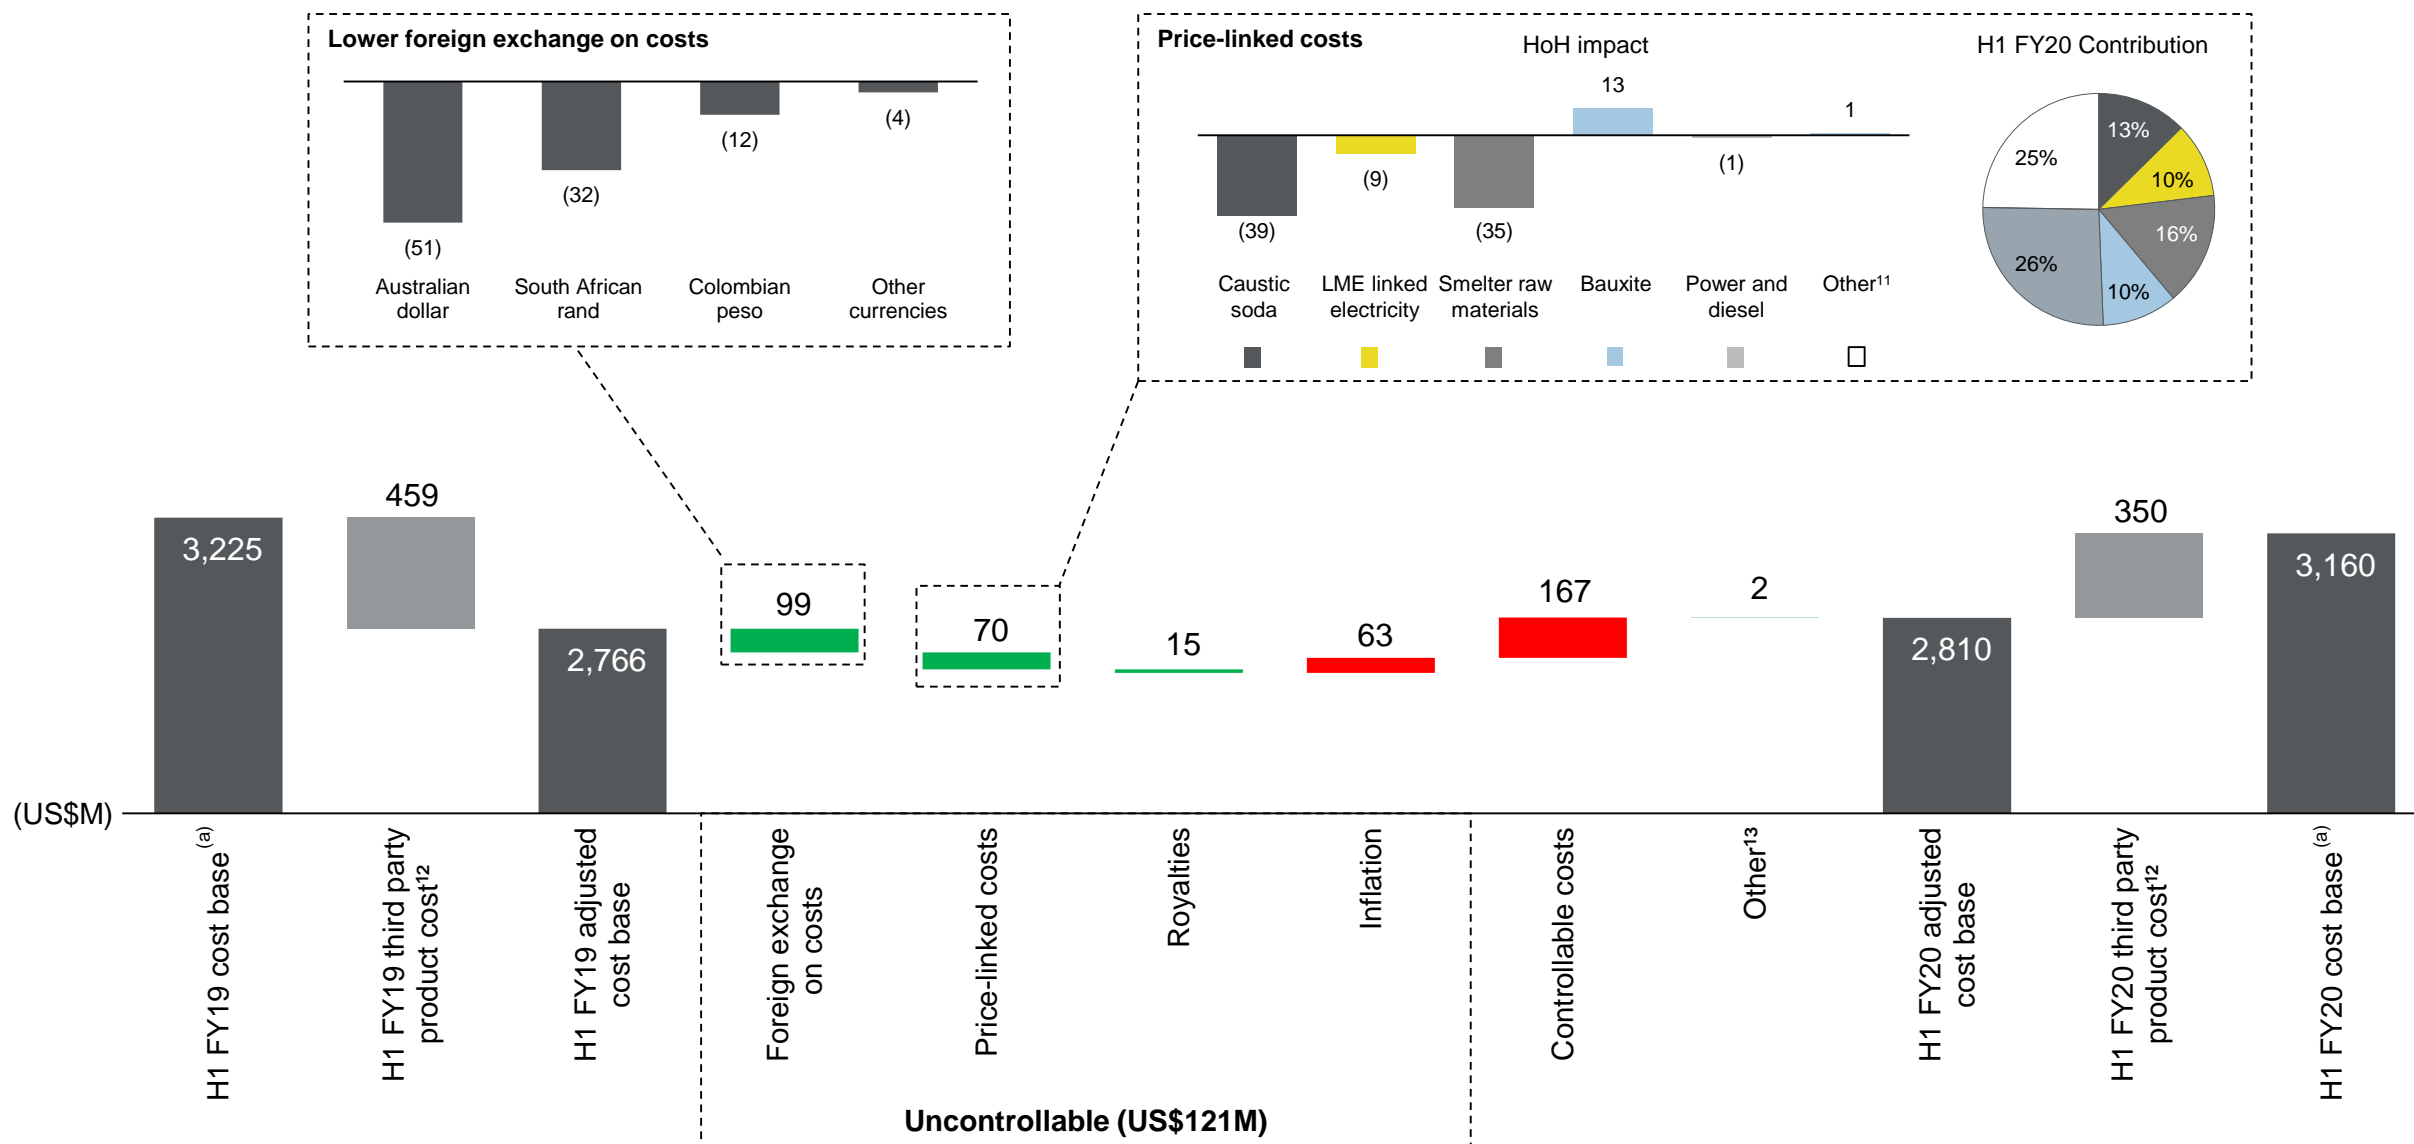 Lower foreign exchange on costs
(51)
(32)
(12)
(4)
Australian
dollar
South African
rand
Colombian
peso
Other
currencies
Price-linked costs
HoH impact
H1 FY20 Contribution
(39)
(9)
(35)
13
(1)
1
Caustic
soda
LME linked
electricity
Smelter raw
materials
Bauxite
Power and
diesel
Other¹¹
13%
10%
16%
10%
26%
25%
3,225
459
2,766
99
70
15
63
167
2
2,810
350
3,160
(US$M)
H1 FY19 cost base(a)
H1 FY19 third party
product cost¹²
H1 FY19 adjusted
cost base
Foreign exchange
on costs
Price-linked costs
Royalties
Inflation
Controllable costs
Other¹³
H1 FY20 adjusted
cost base
H1 FY20 third party
product cost¹²
H1 FY20 cost base(a)
Uncontrollable (US$121M)